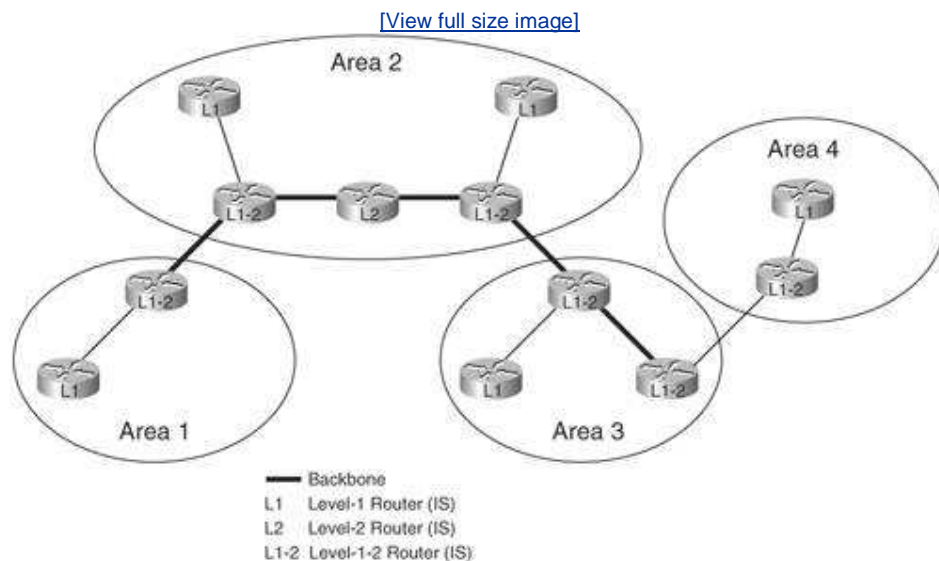 [View full size image]
Area 2
L1
L1
Area 4
L1
L1-2
L2
L1-2
L1-2
L1-2
L1-2
L1
L1
L1-2
Area 1
Area 3
Backbone
L1 Level-1 Router (IS)
L2 Level-2 Router (IS)
L1-2 Level-1-2 Router (IS)